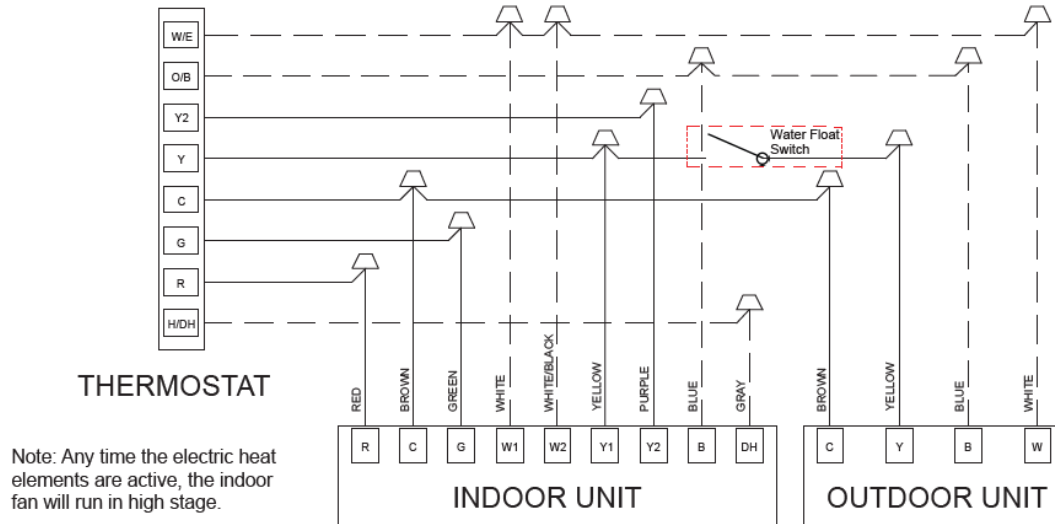 W/E
O/B
Y2
Y
C
G
R
H/DH
Water Float
Switch
THERMOSTAT
RED
BROWN
GREEN
WHITE
WHITE/BLACK
YELLOW
PURPLE
BLUE
GRAY
BROWN
YELLOW
BLUE
WHITE
R
C
G
W1
W2
Y1
Y2
B
DH
C
Y
B
W
Note: Any time the electric heat
elements are active, the indoor
fan will run in high stage.
INDOOR UNIT
OUTDOOR UNIT